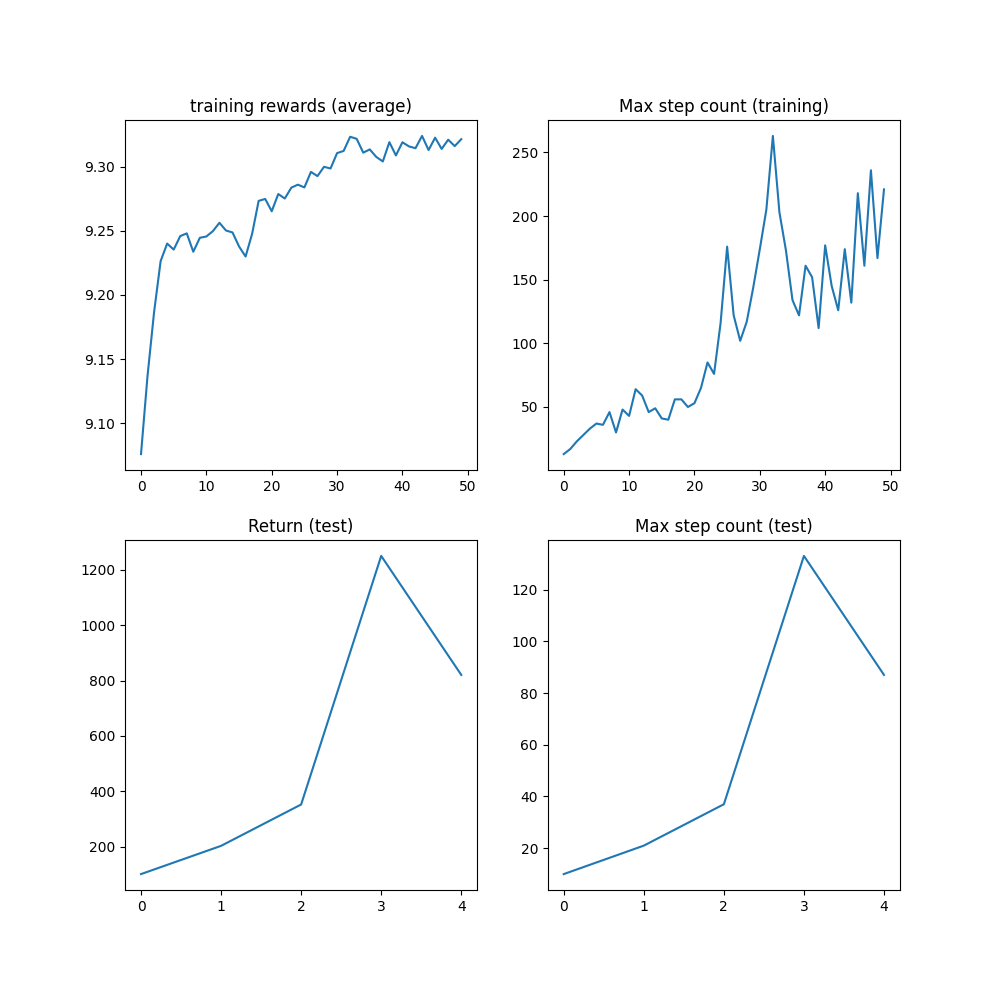 training rewards (average)
9.30
9.25
9.20
9.15
9.10
0 10 20 30 40 50
Max step count (training)
250
200
150
100
50
0 10 20 30 40 50
Return (test)
1200
1000
800
600
400
200
0 1 2 3 4
Max step count (test)
120
100
80
60
40
20
0 1 2 3 4